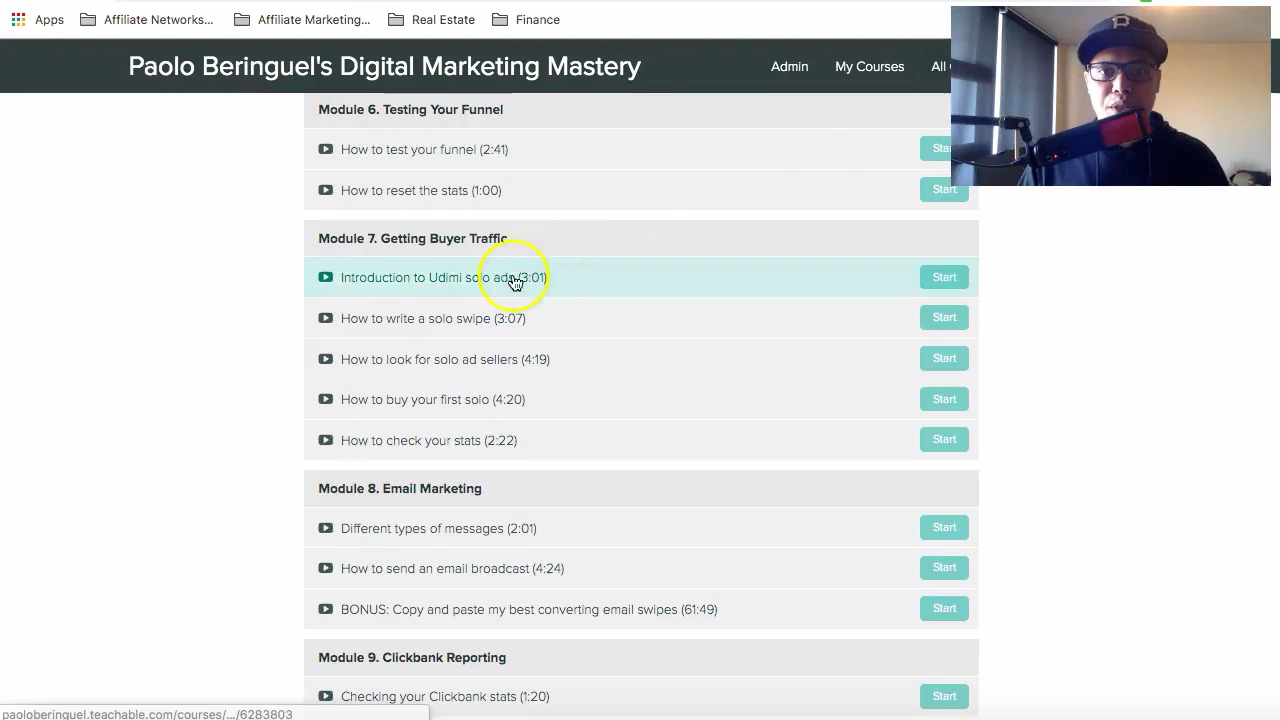 Apps
Affiliate Networks...
Affiliate Marketing...
Real Estate
Finance
Paolo Beringuel's Digital Marketing Mastery
Admin
My Courses
All
Module 6. Testing Your Funnel
How to test your funnel (2:41)
How to reset the stats (1:00)
Start
Module 7. Getting Buyer Traffic
Introduction to Udimi solo ads (3:01)
Start
How to write a solo swipe (3:07)
Start
How to look for solo ad sellers (4:19)
Start
How to buy your first solo (4:20)
Start
How to check your stats (2:22)
Start
Module 8. Email Marketing
Different types of messages (2:01)
Start
How to send an email broadcast (4:24)
Start
BONUS: Copy and paste my best converting email swipes (61:49)
Start
Module 9. Clickbank Reporting
Checking your Clickbank stats (1:20)
Start
paoloberinguel.teachable.com/courses/.../6283803